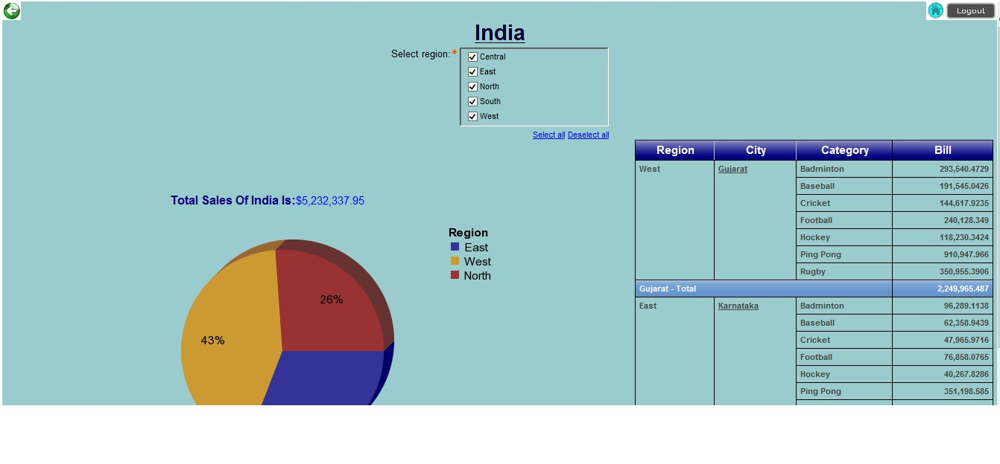 Logout
India
Select region:*
Central
East
North
South
West
Select all Deselect all
Total Sales Of India Is:$5,232,337.95
Region
East
West
North
26%
43%
Region City Category Bill
West Gujarat Badminton 293,540.4729
Baseball 191,545.0426
Cricket 144,617.9235
Football 240,128.349
Hockey 118,230.3424
Ping Pong 910,947.966
Rugby 350,955.3906
Gujarat - Total 2,249,965.487
East Karnataka Badminton 96,289.1138
Baseball 62,358.9439
Cricket 47,965.9716
Football 76,858.0765
Hockey 40,267.8286
Ping Pong 351,198.585